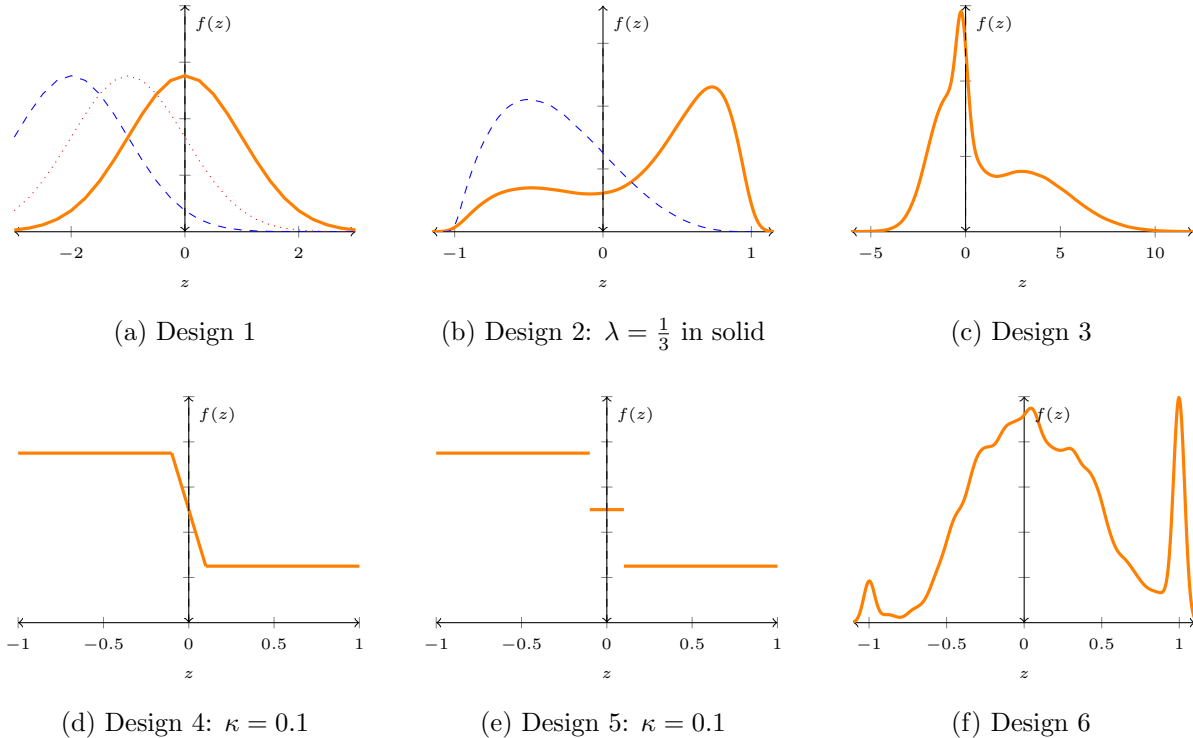 f(z) f(z) f(z)
−2 0 2 −1 0 1 −5 0 5 10
z z z
(a) Design 1 (b) Design 2: λ = 1/3 in solid (c) Design 3
f(z) f(z) f(z)
−1 −0.5 0 0.5 1 −1 −0.5 0 0.5 1 −1 0 0.5 1
z z z
(d) Design 4: κ = 0.1 (e) Design 5: κ = 0.1 (f) Design 6